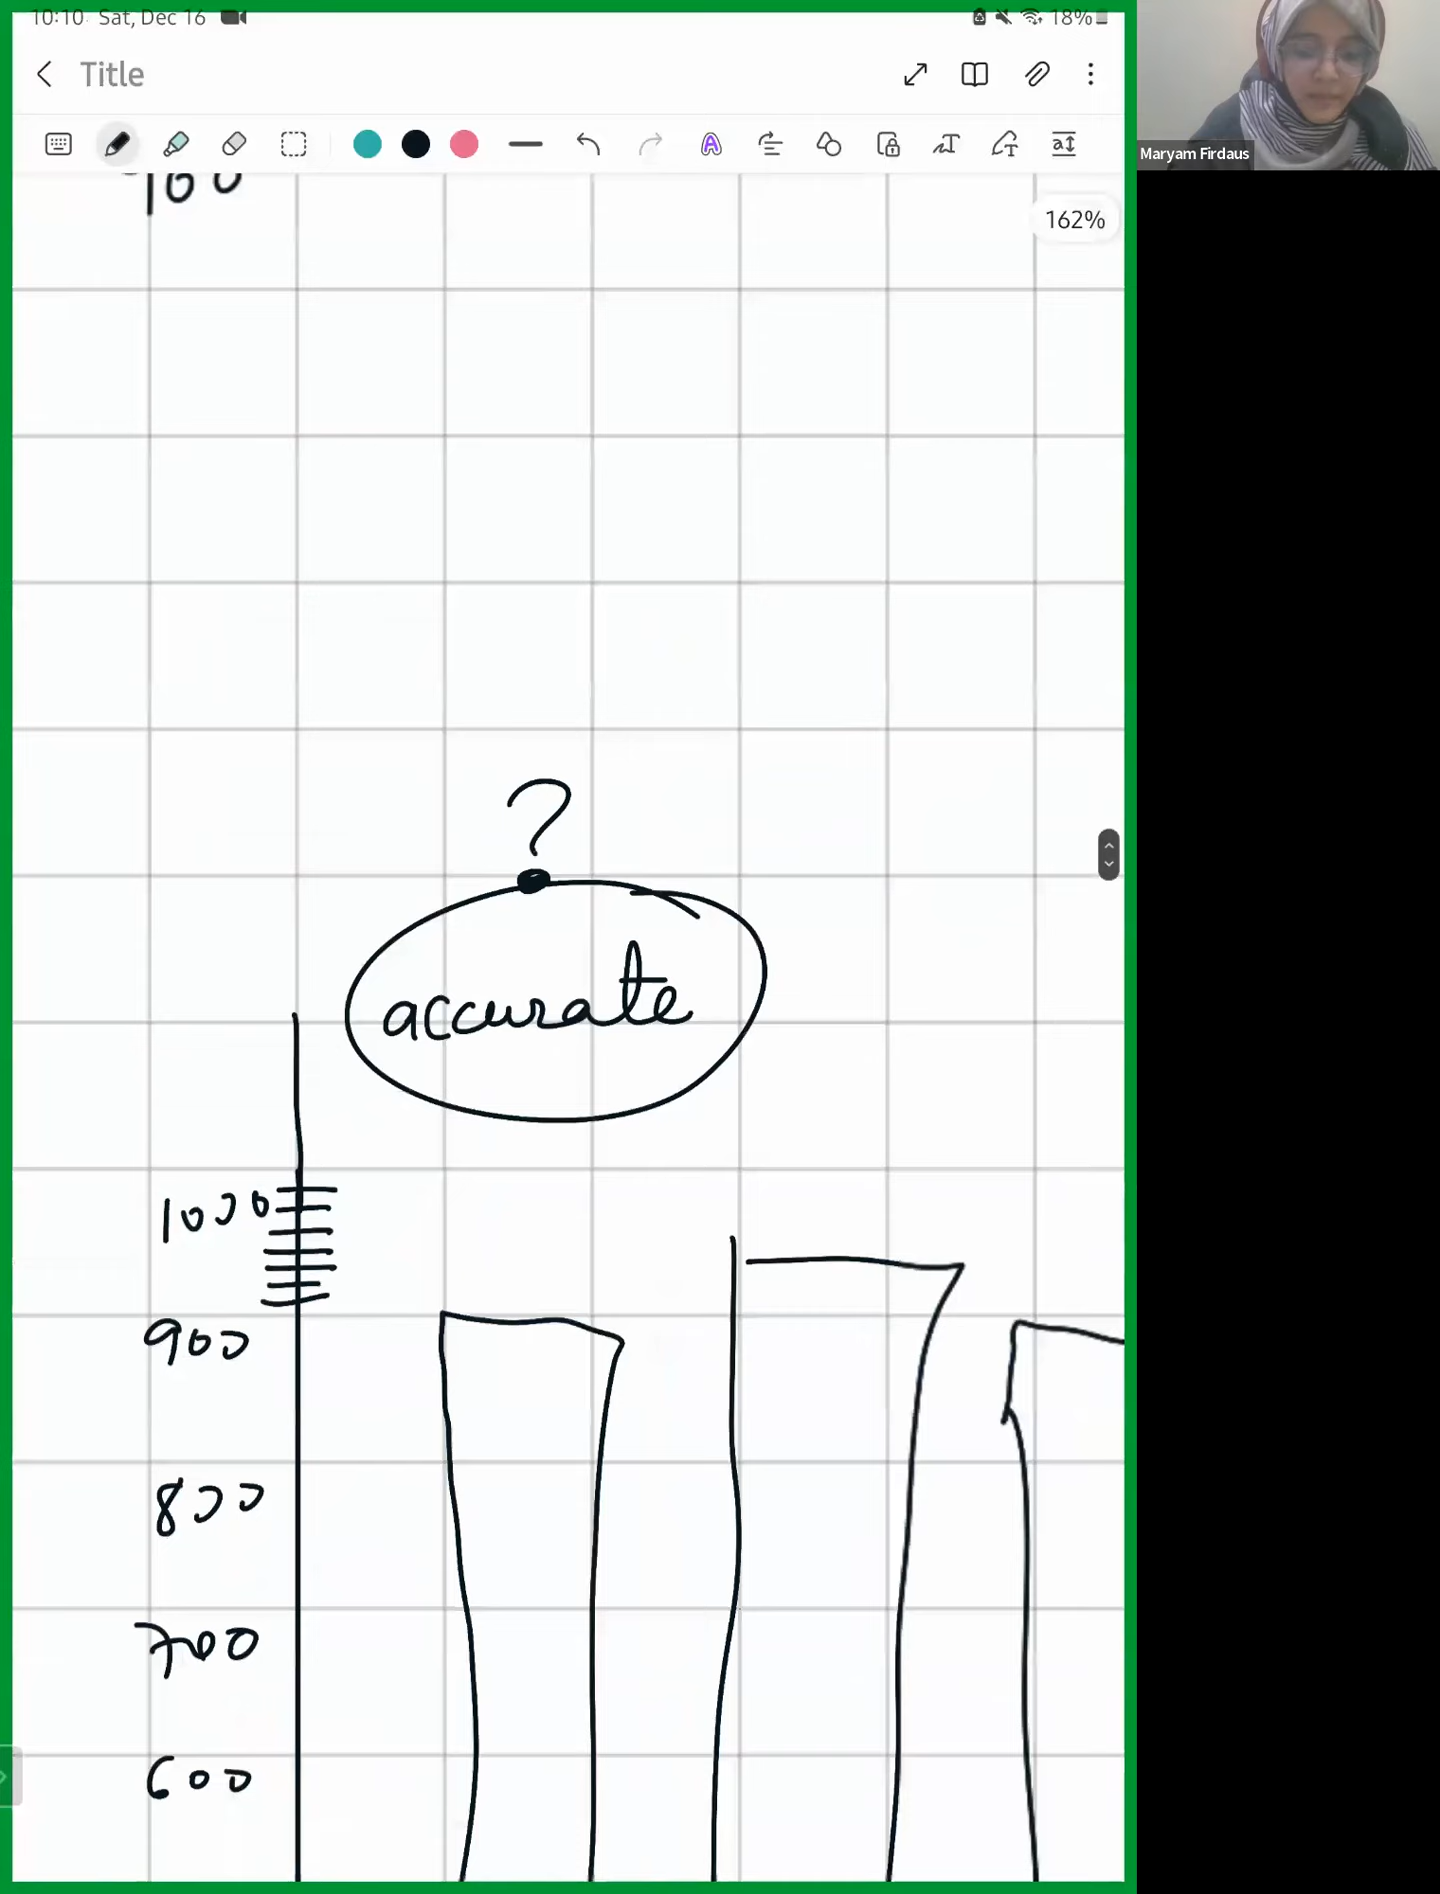 10:10 Sat, Dec 16
18%
Title
Maryam Firdaus
162%
?
accurate
1000
900
800
700
600